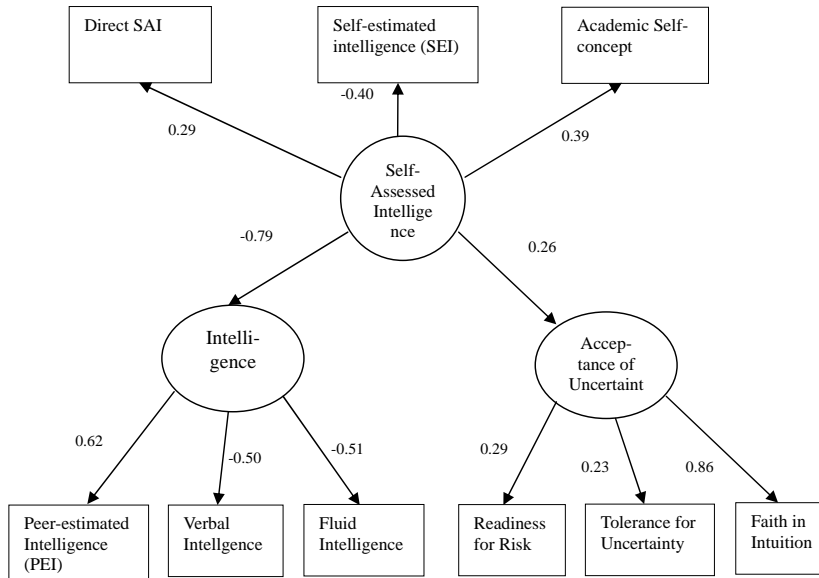 Direct SAI
Self-estimated
intelligence (SEI)
Academic Self-
concept
0.29
-0.40
0.39
Self-
Assessed
Intellige
nce
-0.79
0.26
Intelli-
gence
Accep-
tance of
Uncertaint
0.62
-0.50
-0.51
0.29
0.23
0.86
Peer-estimated
Intelligence
(PEI)
Verbal
Intellgence
Fluid
Intelligence
Readiness
for Risk
Tolerance for
Uncertainty
Faith in
Intuition